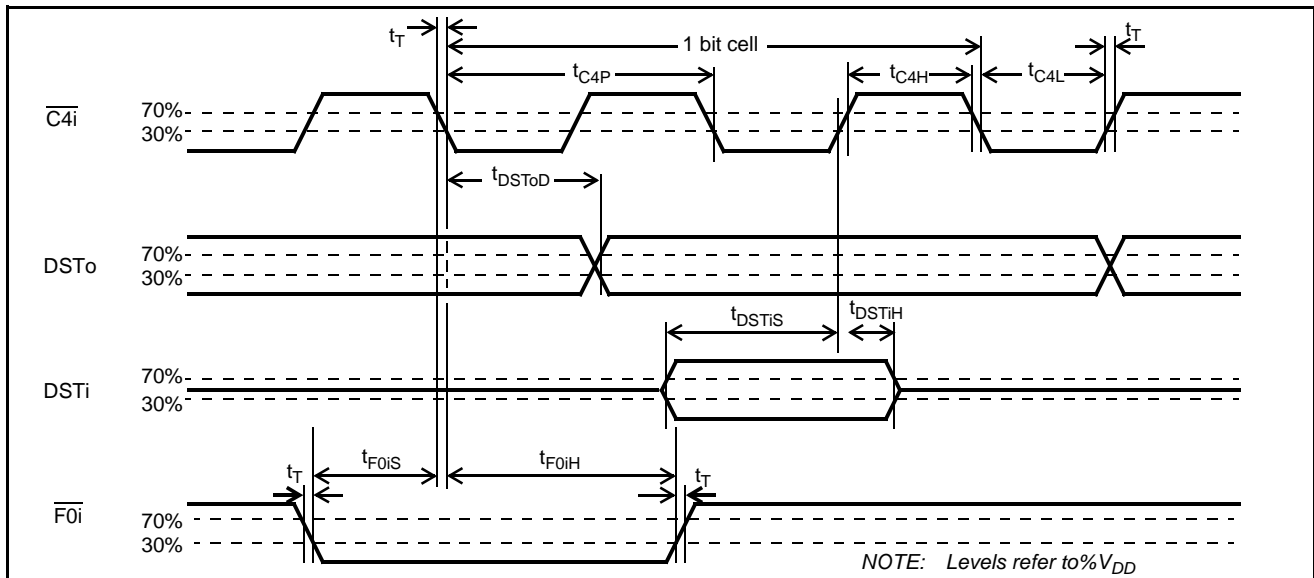 tT
1 bit cell
tT
tC4P
tC4H
tC4L
C4i
70%
30%
tDSToD
DSTo
70%
30%
tDSTiS
tDSTiH
DSTi
70%
30%
tF0iS
tF0iH
tT
tT
F0i
70%
30%
NOTE: Levels refer to%VDD